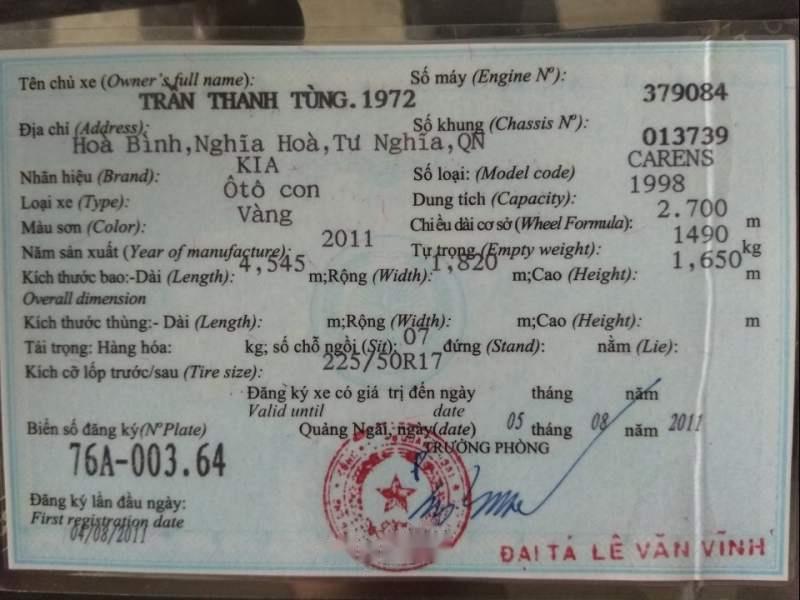 Tên chủ xe (Owner's full name): Số máy (Engine Nº):
TRẦN THANH TÙNG.1972 379084
Địa chỉ (Address): Số khung (Chassis Nº):
Hoà Bình,Nghĩa Hoà,Tư Nghĩa,QN 013739
Nhãn hiệu (Brand): KIA Số loại: (Model code) CARENS
Loại xe (Type): Ôtô con Dung tích (Capacity): 1998
Màu sơn (Color): Vàng Chiều dài cơ sở (Wheel Formula): 2.700 m
Năm sản xuất (Year of manufacture): 2011 Tự trọng (Empty weight): 1490 kg
Kích thước bao:-Dài (Length): 4,545 m;Rộng (Width): 1,820 m;Cao (Height): 1,650 m
Overall dimension
Kích thước thùng:- Dài (Length): m;Rộng (Width): m;Cao (Height): m
Tải trọng: Hàng hóa: kg; số chỗ ngồi (Sit): 07 đứng (Stand): nằm (Lie):
Kích cỡ lốp trước/sau (Tire size): 225/50R17
Đăng ký xe có giá trị đến ngày tháng năm
Valid until date
Biển số đăng ký(NºPlate) Quảng Ngãi, ngày(date) 05 tháng 08 năm 2011
TRƯỞNG PHÒNG
76A-003.64
Đăng ký lần đầu ngày:
First registration date
04/08/2011
ĐẠI TÁ LÊ VĂN VĨNH